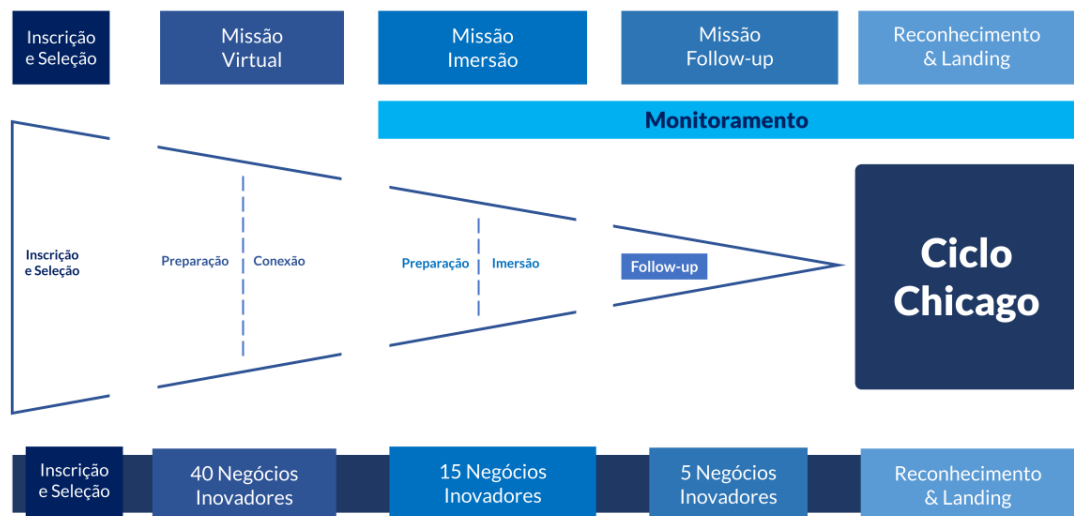 Inscrição
e Seleção
Missão
Virtual
Missão
Imersão
Missão
Follow-up
Reconhecimento
& Landing
Monitoramento
Inscrição
e Seleção
Preparação
Conexão
Preparação
Imersão
Follow-up
Ciclo
Chicago
Inscrição
e Seleção
40 Negócios
Inovadores
15 Negócios
Inovadores
5 Negócios
Inovadores
Reconhecimento
& Landing